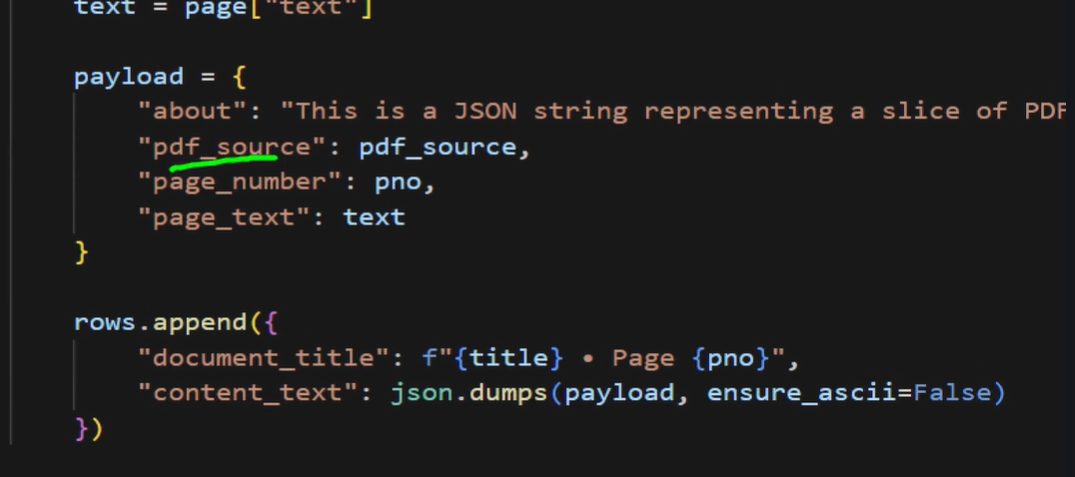 text = page["text"]
payload = {
"about": "This is a JSON string representing a slice of PDF
"pdf_source": pdf_source,
"page_number": pno,
"page_text": text
}
rows.append({
"document_title": f"{title} • Page {pno}",
"content_text": json.dumps(payload, ensure_ascii=False)
})